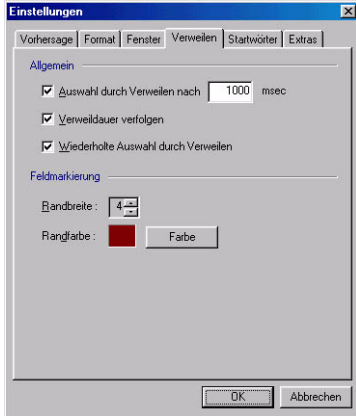 Einstellungen
Vorhersage Format Fenster Verweilen Startwörter Extras
Allgemein
Auswahl durch Verweilen nach 1000 msec
Verweildauer verfolgen
Wiederholte Auswahl durch Verweilen
Feldmarkierung
Randbreite : 4
Rangfarbe : Farbe
OK Abbrechen